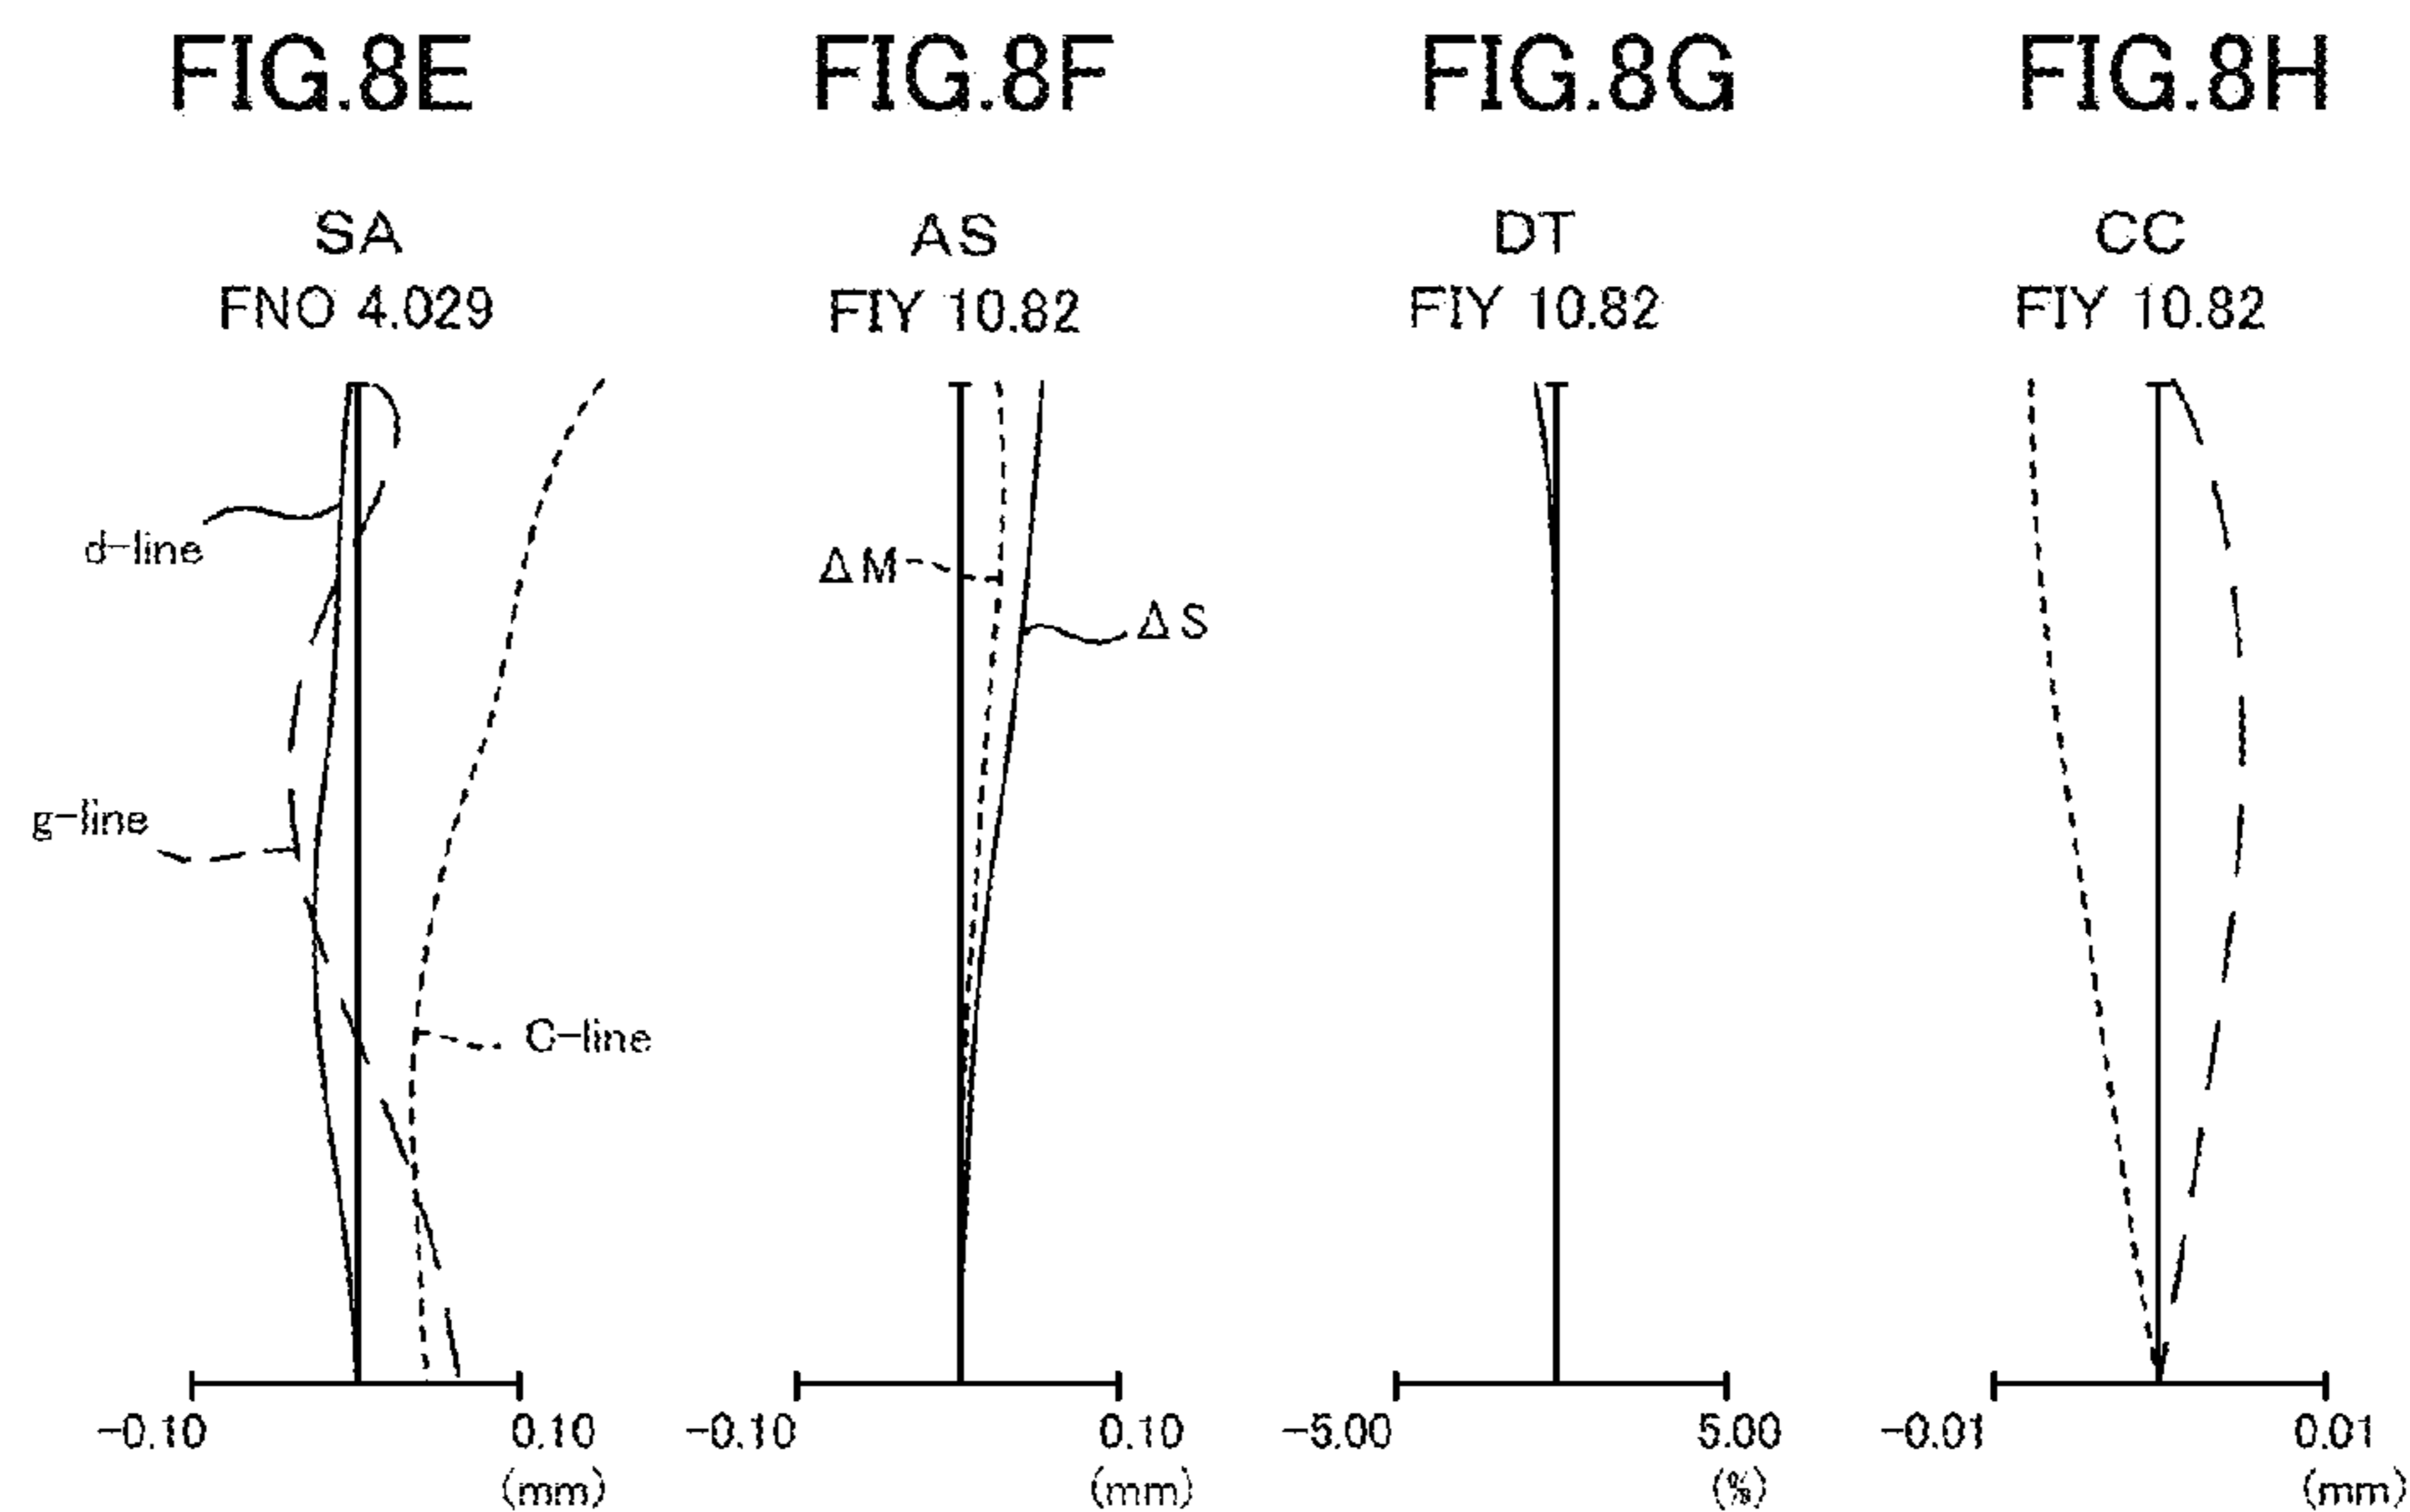 FIG.8E FIG.8F FIG.8G FIG.8H
SA AS DT CC
FNO 4.029 FIY 10.82 FIY 10.82 FIY 10.82
d-line
ΔM
ΔS
g-line
C-line
-0.10 0.10 -0.10 0.10 -5.00 5.00 -0.01 0.01
(mm) (mm) (%) (mm)